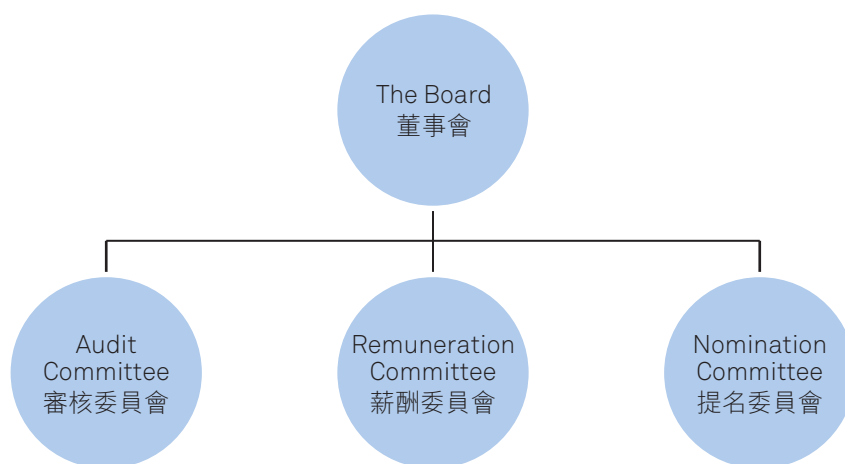 The Board
董事會
Audit
Committee
審核委員會
Remuneration
Committee
薪酬委員會
Nomination
Committee
提名委員會